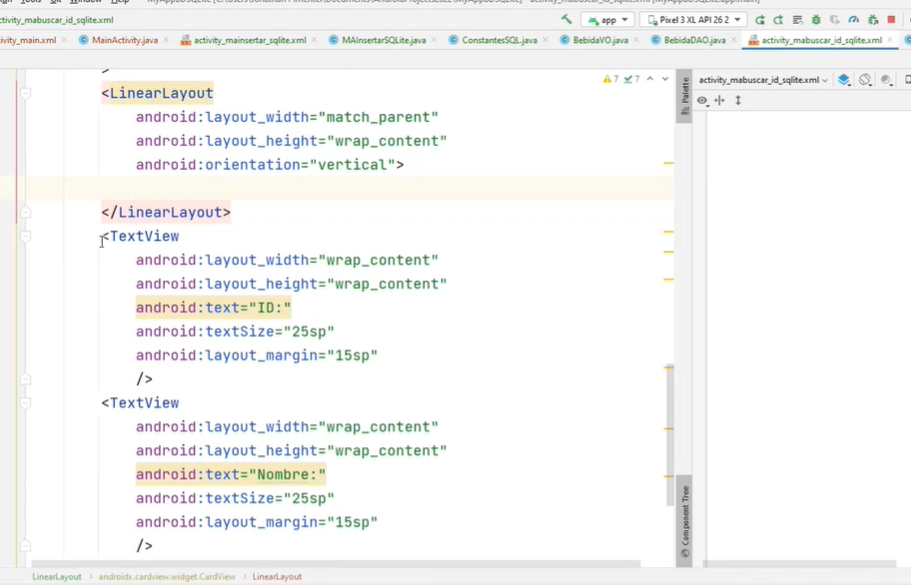 activity_mabuscar_id_sqlite.xml
app
Pixel 3 XL API 26 2
ivity_main.xml
MainActivity.java
activity_mainsertar_sqlite.xml
MAInsertarSQLite.java
ConstantesSQL.java
BebidaVO.java
BebidaDAO.java
activity_mabuscar_id_sqlite.xml
7 7
Palette
activity_mabuscar_id_sqlite.xml
>
<LinearLayout
android:layout_width="match_parent"
android:layout_height="wrap_content"
android:orientation="vertical">
</LinearLayout>
<TextView
android:layout_width="wrap_content"
android:layout_height="wrap_content"
android:text="ID:"
android:textSize="25sp"
android:layout_margin="15sp"
/>
<TextView
android:layout_width="wrap_content"
android:layout_height="wrap_content"
android:text="Nombre:"
android:textSize="25sp"
android:layout_margin="15sp"
/>
Component Tree
LinearLayout
androidx.cardview.widget.CardView
LinearLayout